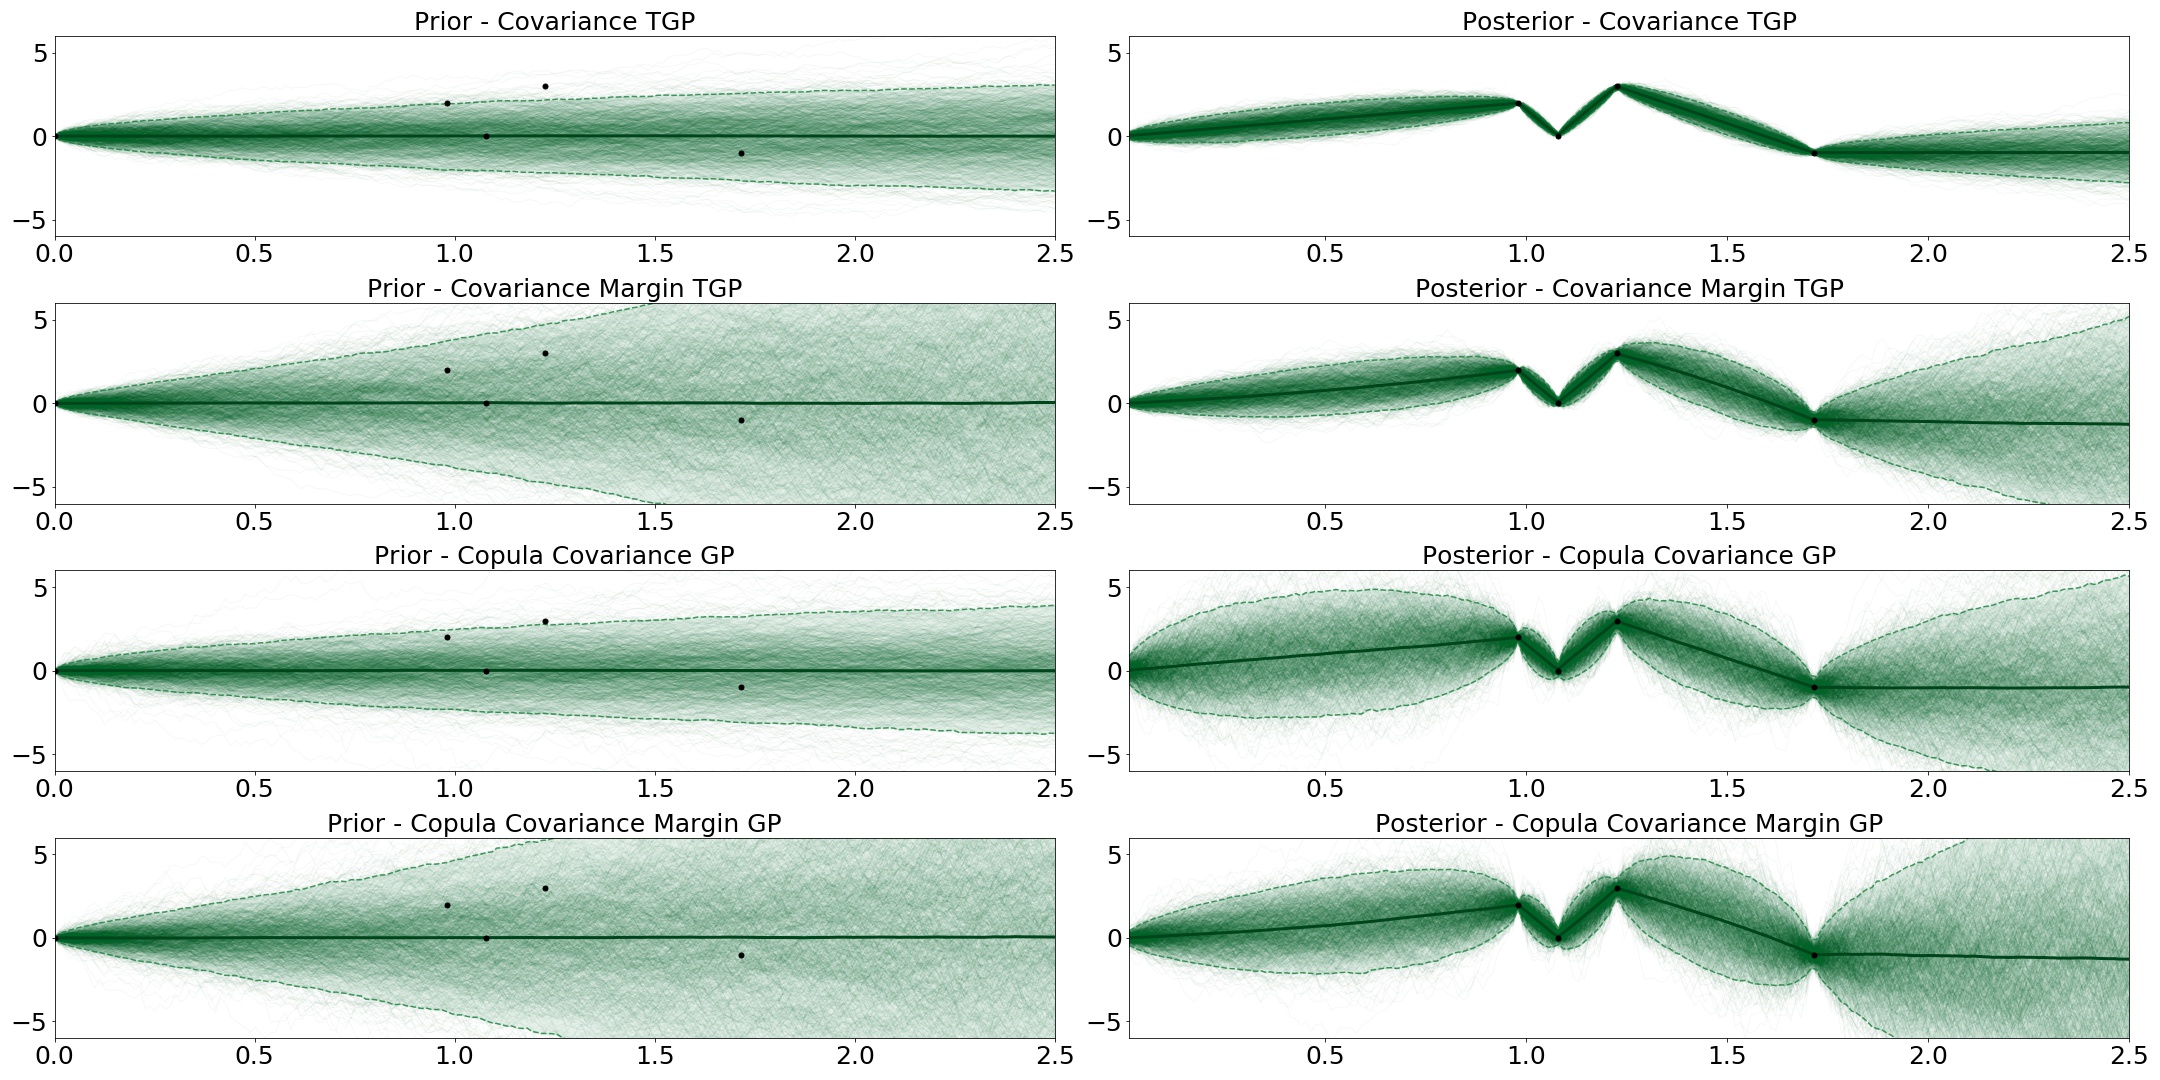 Prior - Covariance TGP
5
0
−5
0.0 0.5 1.0 1.5 2.0 2.5
Posterior - Covariance TGP
5
0
−5
0.5 1.0 1.5 2.0 2.5
Prior - Covariance Margin TGP
5
0
−5
0.0 0.5 1.0 1.5 2.0 2.5
Posterior - Covariance Margin TGP
5
0
−5
0.5 1.0 1.5 2.0 2.5
Prior - Copula Covariance GP
5
0
−5
0.0 0.5 1.0 1.5 2.0 2.5
Posterior - Copula Covariance GP
5
0
−5
0.5 1.0 1.5 2.0 2.5
Prior - Copula Covariance Margin GP
5
0
−5
0.0 0.5 1.0 1.5 2.0 2.5
Posterior - Copula Covariance Margin GP
5
0
−5
0.5 1.0 1.5 2.0 2.5